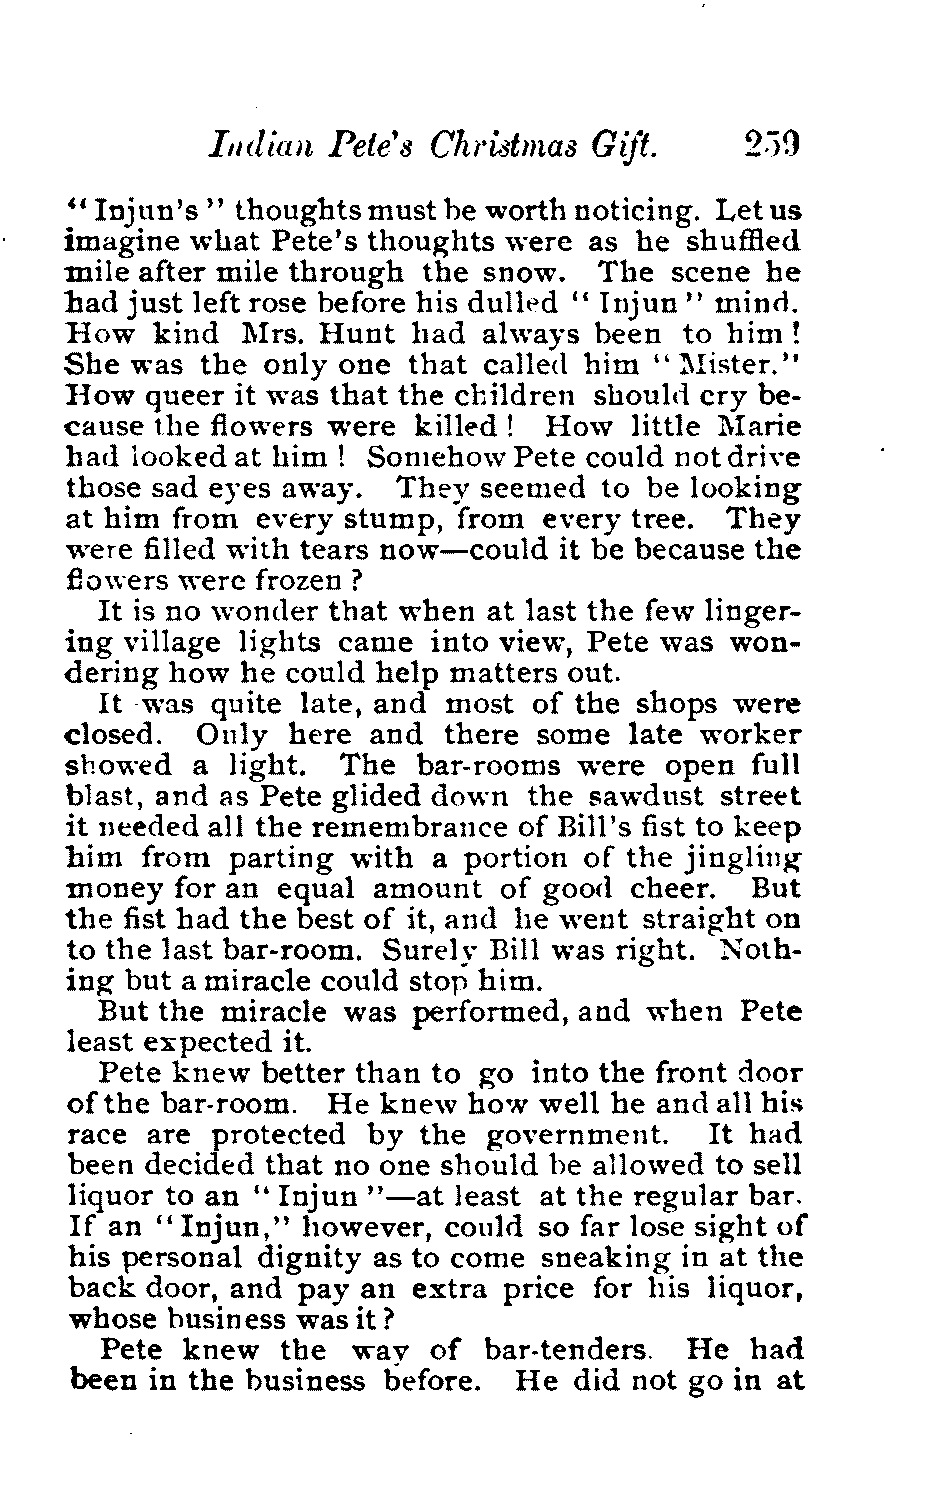 Indian Pete's Christmas Gift. 259
"Injun's" thoughts must be worth noticing. Let us
imagine what Pete's thoughts were as he shuffled
mile after mile through the snow. The scene he
had just left rose before his dulled "Injun" mind.
How kind Mrs. Hunt had always been to him!
She was the only one that called him "Mister."
How queer it was that the children should cry be-
cause the flowers were killed! How little Marie
had looked at him! Somehow Pete could not drive
those sad eyes away. They seemed to be looking
at him from every stump, from every tree. They
were filled with tears now—could it be because the
flowers were frozen?
It is no wonder that when at last the few linger-
ing village lights came into view, Pete was won-
dering how he could help matters out.
It was quite late, and most of the shops were
closed. Only here and there some late worker
showed a light. The bar-rooms were open full
blast, and as Pete glided down the sawdust street
it needed all the remembrance of Bill's fist to keep
him from parting with a portion of the jingling
money for an equal amount of good cheer. But
the fist had the best of it, and he went straight on
to the last bar-room. Surely Bill was right. Noth-
ing but a miracle could stop him.
But the miracle was performed, and when Pete
least expected it.
Pete knew better than to go into the front door
of the bar-room. He knew how well he and all his
race are protected by the government. It had
been decided that no one should be allowed to sell
liquor to an "Injun"—at least at the regular bar.
If an "Injun," however, could so far lose sight of
his personal dignity as to come sneaking in at the
back door, and pay an extra price for his liquor,
whose business was it?
Pete knew the way of bar-tenders. He had
been in the business before. He did not go in at